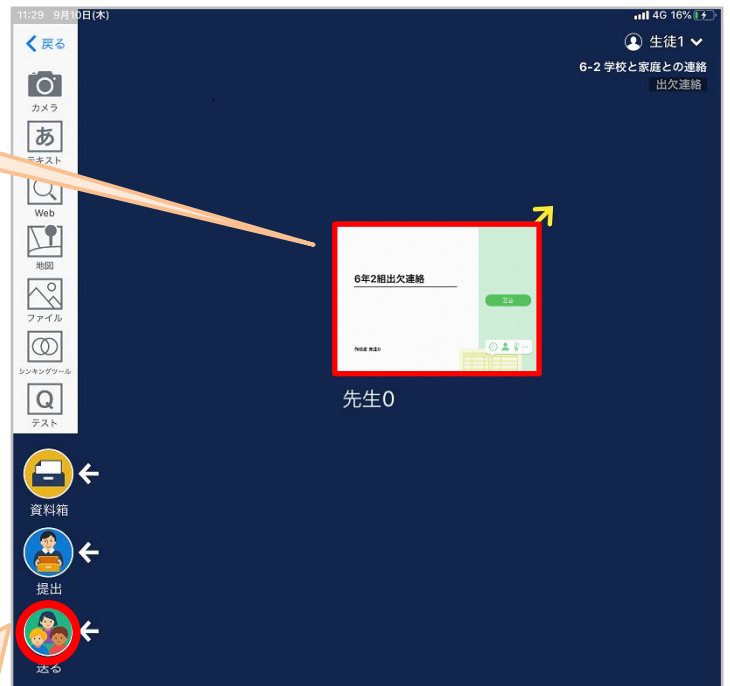 11:29 9月10日(木)
4G 16%
戻る
生徒1
6-2 学校と家庭との連絡
出欠連絡
カメラ
あ
テキスト
Web
地図
ファイル
シンキングツール
Q
テスト
6年2組出欠連絡
先生0
資料箱
提出
送る